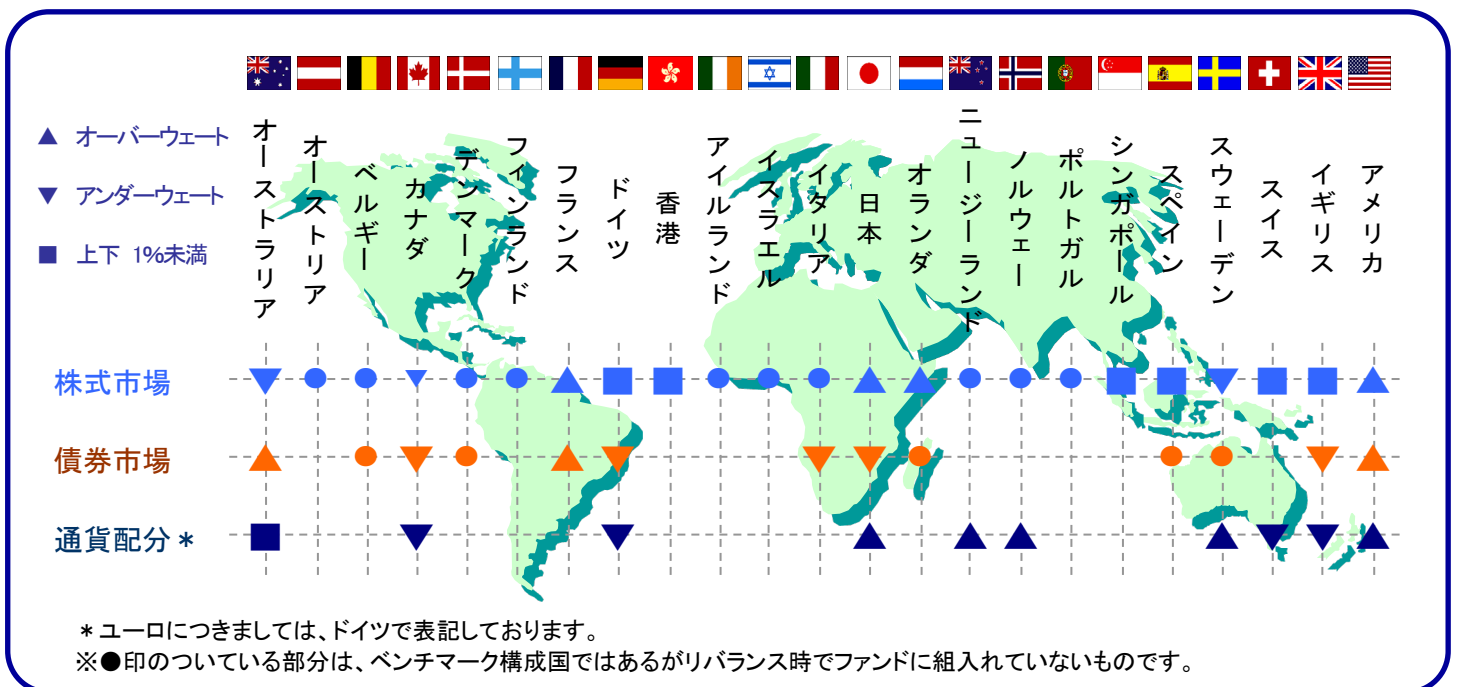 ▲ オーバーウェート
▼ アンダーウェート
■ 上下 1%未満
オーストラリア
オーストリア
ベルギー
カナダ
デンマーク
フィンランド
フランス
ドイツ
香港
アイルランド
イスラエル
イタリア
日本
オランダ
ニュージーランド
ノルウェー
ポルトガル
シンガポール
スペイン
スウェーデン
スイス
イギリス
アメリカ
株式市場
債券市場
通貨配分＊
＊ユーロにつきましては、ドイツで表記しております。
※●印のついている部分は、ベンチマーク構成国ではあるがリバランス時でファンドに組入れていないものです。